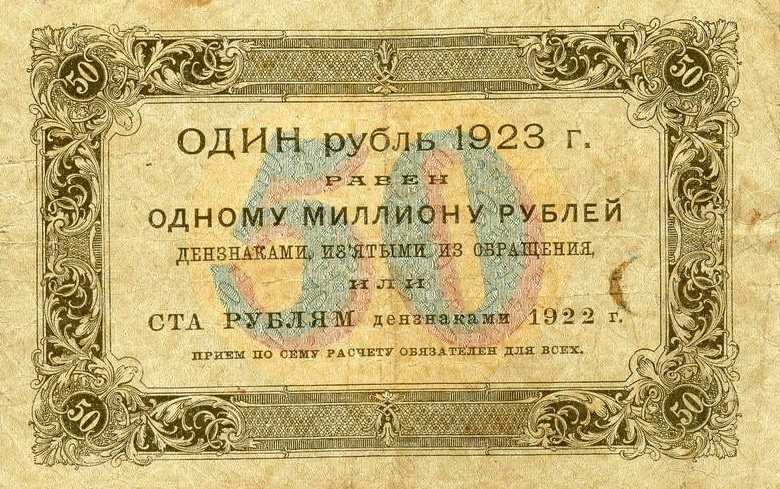 50 50
ОДИН рубль 1923 г.
РАВЕН
ОДНОМУ МИЛЛИОНУ РУБЛЕЙ
ДЕНЗНАКАМИ, ИЗ'ЯТЫМИ ИЗ ОБРАЩЕНИЯ,
ИЛИ
СТА РУБЛЯМ дензнаками 1922 г.
ПРИЕМ ПО СЕМУ РАСЧЕТУ ОБЯЗАТЕЛЕН ДЛЯ ВСЕХ.
50
50 50